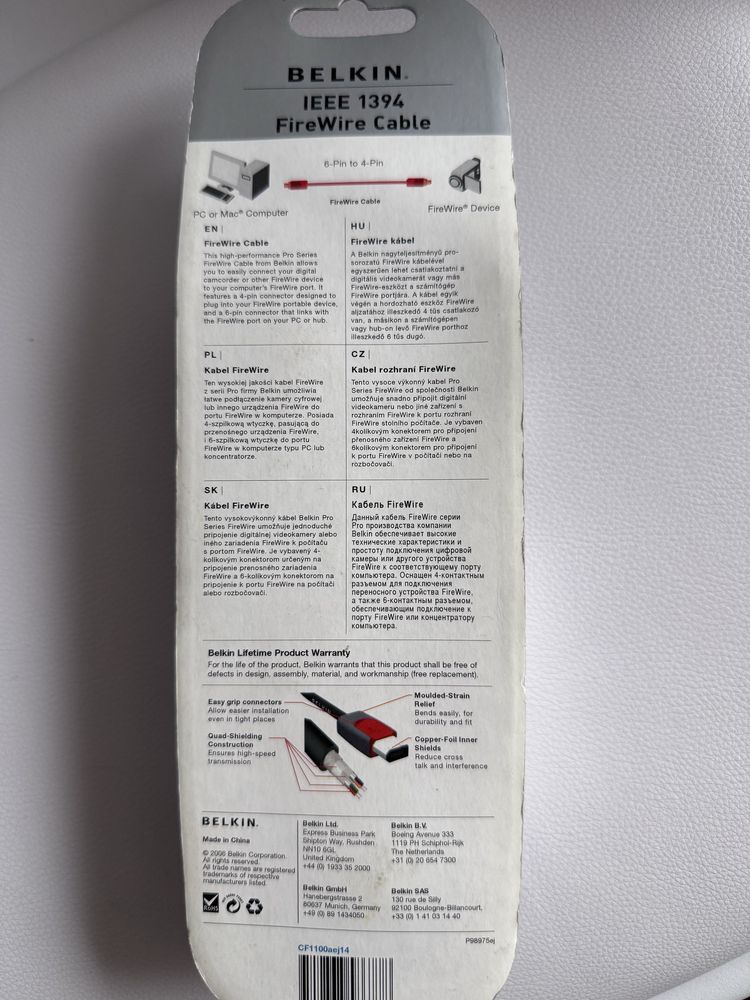 BELKIN.
IEEE 1394
FireWire Cable
6-Pin to 4-Pin
FireWire Cable
PC or Mac® Computer
FireWire® Device
EN |
FireWire Cable
This high-performance Pro Series
FireWire Cable from Belkin allows
you to easily connect your digital
camcorder or other FireWire device
to your computer's FireWire port. It
features a 4-pin connector designed to
plug into your FireWire portable device,
and a 6-pin connector that links with
the FireWire port on your PC or hub.
HU |
FireWire kábel
A Belkin nagyteljesítményű pro-
sorozatú FireWire kábelével
egyszerűen lehet csatlakoztatni a
digitális videokamerát vagy más
FireWire-eszközt a számítógép
FireWire portjára. A kábel egyik
végén a hordozható eszköz FireWire
aljzatához illeszkedő 4 tűs csatlakozó
van, a másikon a számítógépen
vagy hub-on levő FireWire porthoz
illeszkedő 6 tűs dugó.
PL |
Kabel FireWire
Ten wysokiej jakości kabel FireWire
z serii Pro firmy Belkin umożliwia
łatwe podłączenie kamery cyfrowej
lub innego urządzenia FireWire do
portu FireWire w komputerze. Posiada
4-szpilkową wtyczkę, pasującą do
przenośnego urządzenia FireWire,
i 6-szpilkową wtyczkę do portu
FireWire w komputerze typu PC lub
koncentratorze.
CZ |
Kabel rozhraní FireWire
Tento vysoce výkonný kabel Pro
Series FireWire od společnosti Belkin
umožňuje snadno připojit digitální
videokameru nebo jiné zařízení s
rozhraním FireWire k portu rozhraní
FireWire stolního počítače. Je vybaven
4kolíkovým konektorem pro připojení
přenosného zařízení FireWire a
6kolíkovým konektorem pro připojení
k portu FireWire v počítači nebo na
rozbočovači.
SK |
Kábel FireWire
Tento vysokovýkonný kábel Belkin Pro
Series FireWire umožňuje jednoduché
pripojenie digitálnej videokamery alebo
iného zariadenia FireWire k počítaču
s portom FireWire. Je vybavený 4-
kolíkovým konektorom určeným na
pripojenie prenosného zariadenia
FireWire a 6-kolíkovým konektorom na
pripojenie k portu FireWire na počítači
alebo rozbočovači.
RU |
Кабель FireWire
Данный кабель FireWire серии
Pro производства компании
Belkin обеспечивает высокие
технические характеристики и
простоту подключения цифровой
камеры или другого устройства
FireWire к соответствующему порту
компьютера. Оснащен 4-контактным
разъемом для подключения
переносного устройства FireWire,
а также 6-контактным разъемом,
обеспечивающим подключение к
порту FireWire или концентратору
компьютера.
Belkin Lifetime Product Warranty
For the life of the product, Belkin warrants that this product shall be free of
defects in design, assembly, material, and workmanship (free replacement).
Easy grip connectors
Allow easier installation
even in tight places
Quad-Shielding
Construction
Ensures high-speed
transmission
BELKIN
Moulded-Strain
Relief
Bends easily, for
durability and fit
Copper-Foil Inner
Shields
Reduce cross
talk and interference
BELKIN.
Made in China
© 2006 Belkin Corporation.
All rights reserved.
All trade names are registered
trademarks of respective
manufacturers listed.
RoHS
Belkin Ltd.
Express Business Park
Shipton Way, Rushden
NN10 6GL
United Kingdom
+44 (0) 1933 35 2000
Belkin B.V.
Boeing Avenue 333
1119 PH Schiphol-Rijk
The Netherlands
+31 (0) 20 654 7300
Belkin GmbH
Hanebergstrasse 2
80637 Munich, Germany
+49 (0) 89 1434050
Belkin SAS
130 rue de Silly
92100 Boulogne-Billancourt,
+33 (0) 1 41 03 14 40
P98975ej
CF1100aej14